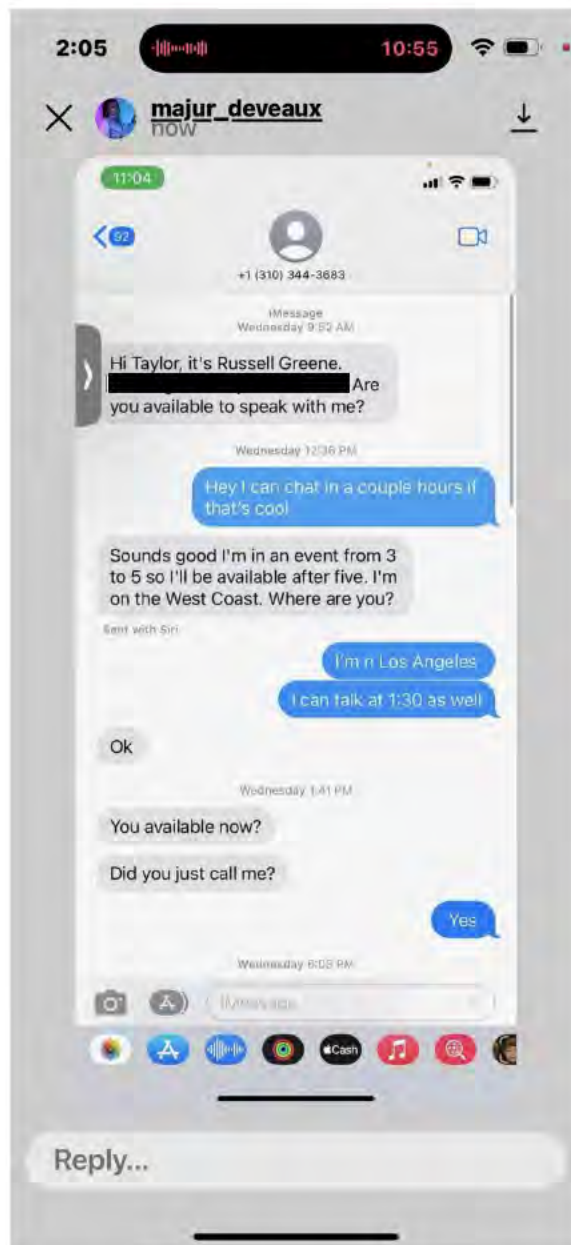 2:05 10:55
majur_deveaux
now
11:04
92
+1 (310) 344-3683
iMessage
Wednesday 9:52 AM
Hi Taylor, it's Russell Greene.
Are
you available to speak with me?
Wednesday 12:36 PM
Hey I can chat in a couple hours if
that's cool
Sounds good I'm in an event from 3
to 5 so I'll be available after five. I'm
on the West Coast. Where are you?
Sent with Siri
I'm n Los Angeles
I can talk at 1:30 as well
Ok
Wednesday 1:41 PM
You available now?
Did you just call me?
Yes
Wednesday PM
iMessage
Cash
Reply...